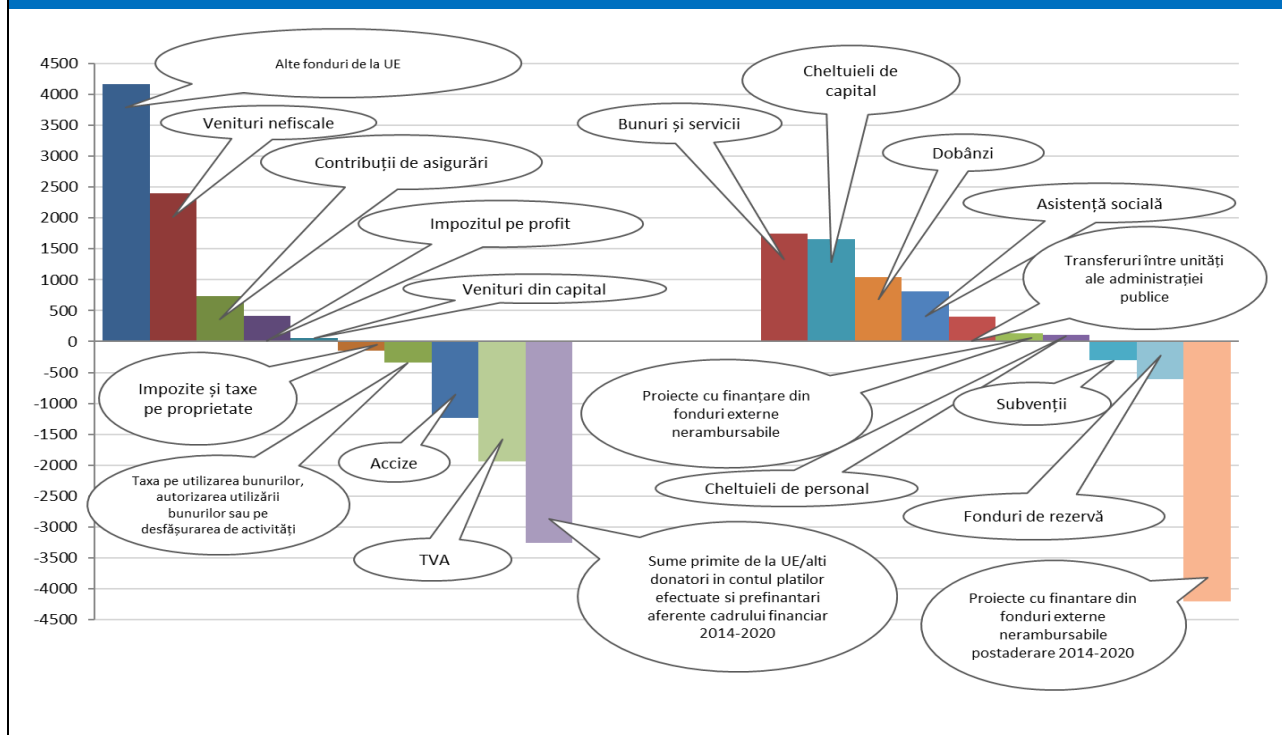 4500
4000
3500
3000
2500
2000
1500
1000
500
0
-500
-1000
-1500
-2000
-2500
-3000
-3500
-4000
-4500
Alte fonduri de la UE
Venituri nefiscale
Contribuții de asigurări
Impozitul pe profit
Venituri din capital
Impozite și taxe
pe proprietate
Taxa pe utilizarea bunurilor,
autorizarea utilizării
bunurilor sau pe
desfășurarea de activități
Accize
TVA
Sume primite de la UE/alti
donatori in contul platilor
efectuate si prefinantari
aferente cadrului financiar
2014-2020
Cheltuieli de
capital
Bunuri și servicii
Dobânzi
Asistență socială
Transferuri între unități
ale administrației
publice
Proiecte cu finanțare din
fonduri externe
nerambursabile
Subvenții
Cheltuieli de personal
Fonduri de rezervă
Proiecte cu finantare din
fonduri externe
nerambursabile
postaderare 2014-2020